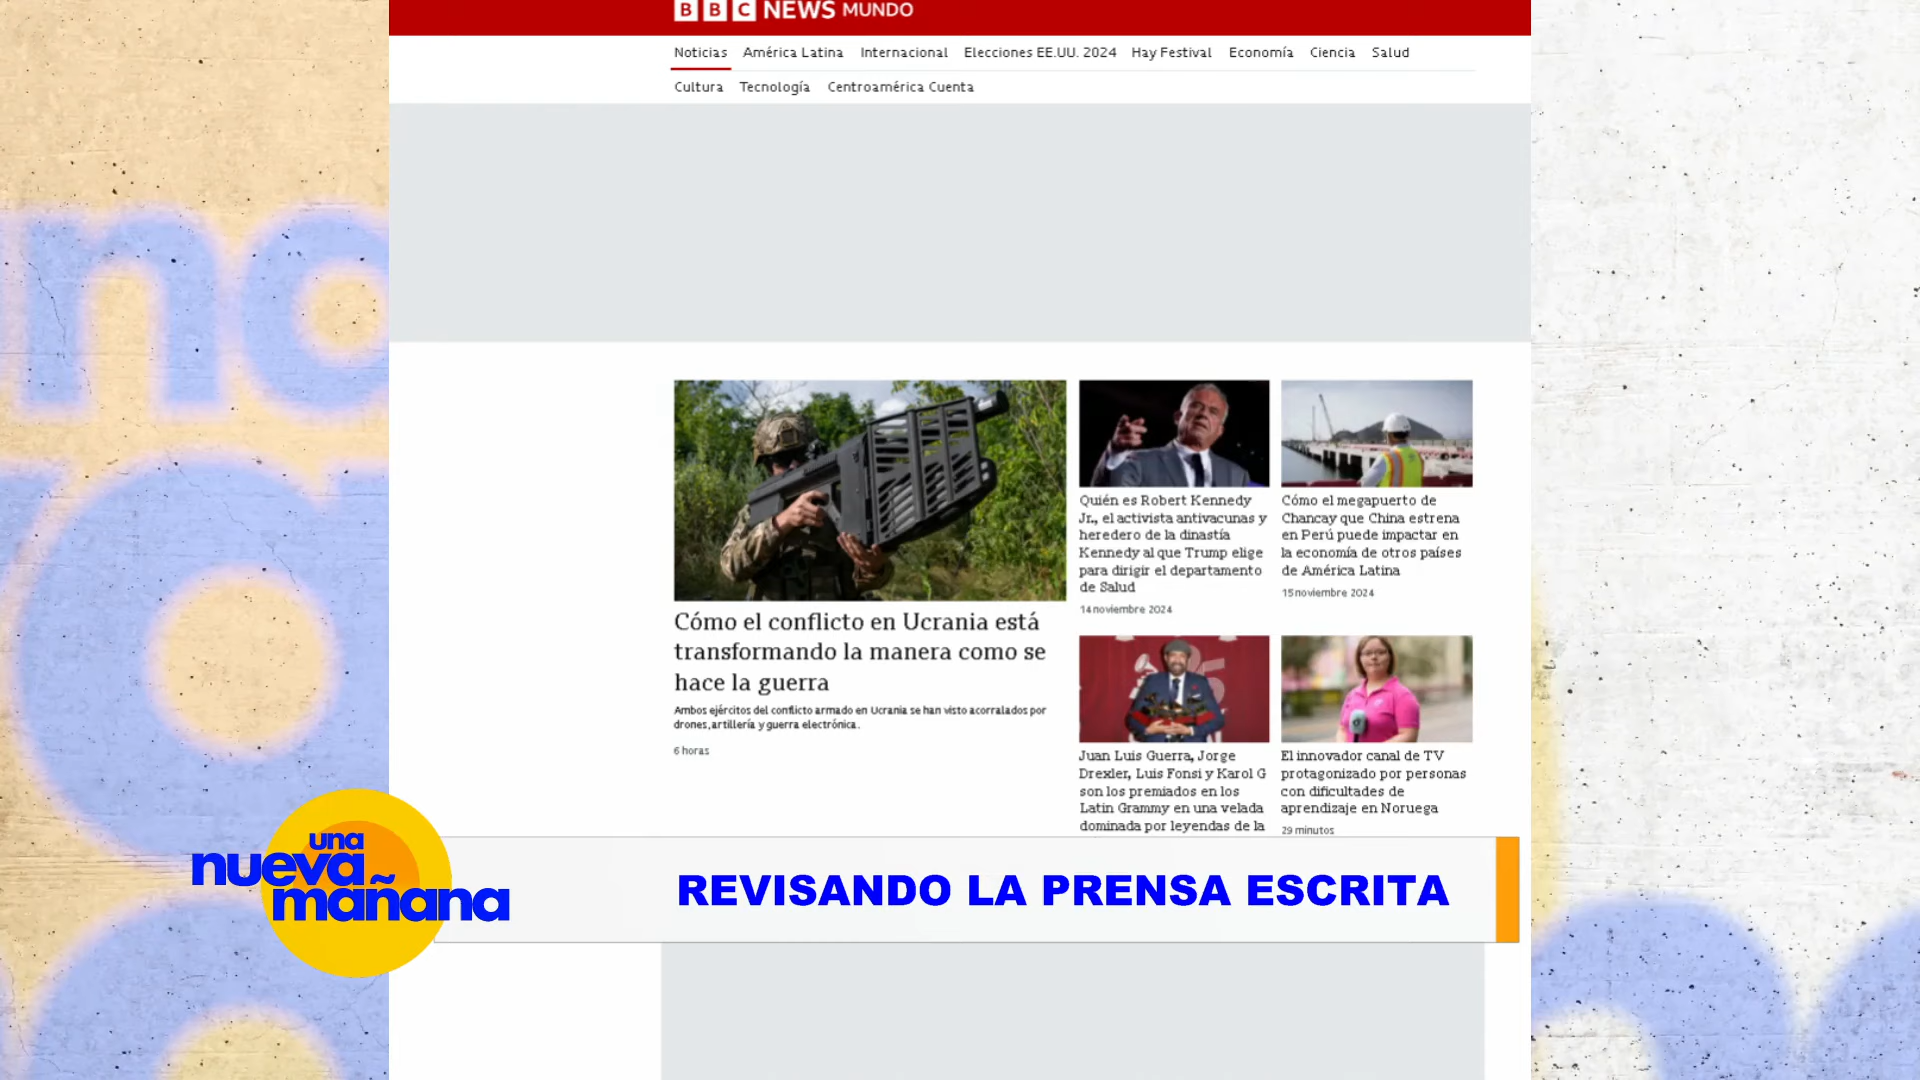 BBC NEWS MUNDO
Noticias América Latina Internacional Elecciones EE.UU. 2024 Hay Festival Economía Ciencia Salud
Cultura Tecnología Centroamérica Cuenta
Cómo el conflicto en Ucrania está
transformando la manera como se
hace la guerra
Ambos ejércitos del conflicto armado en Ucrania se han visto acorralados por
drones, artillería y guerra electrónica.
6 horas
Quién es Robert Kennedy
Jr., el activista antivacunas y
heredero de la dinastía
Kennedy al que Trump elige
para dirigir el departamento
de Salud
14 noviembre 2024
Cómo el megapuerto de
Chancay que China estrena
en Perú puede impactar en
la economía de otros países
de América Latina
15 noviembre 2024
Juan Luis Guerra, Jorge
Drexler, Luis Fonsi y Karol G
son los premiados en los
Latin Grammy en una velada
dominada por leyendas de la
El innovador canal de TV
protagonizado por personas
con dificultades de
aprendizaje en Noruega
29 minutos
una
nueva
mañana
REVISANDO LA PRENSA ESCRITA